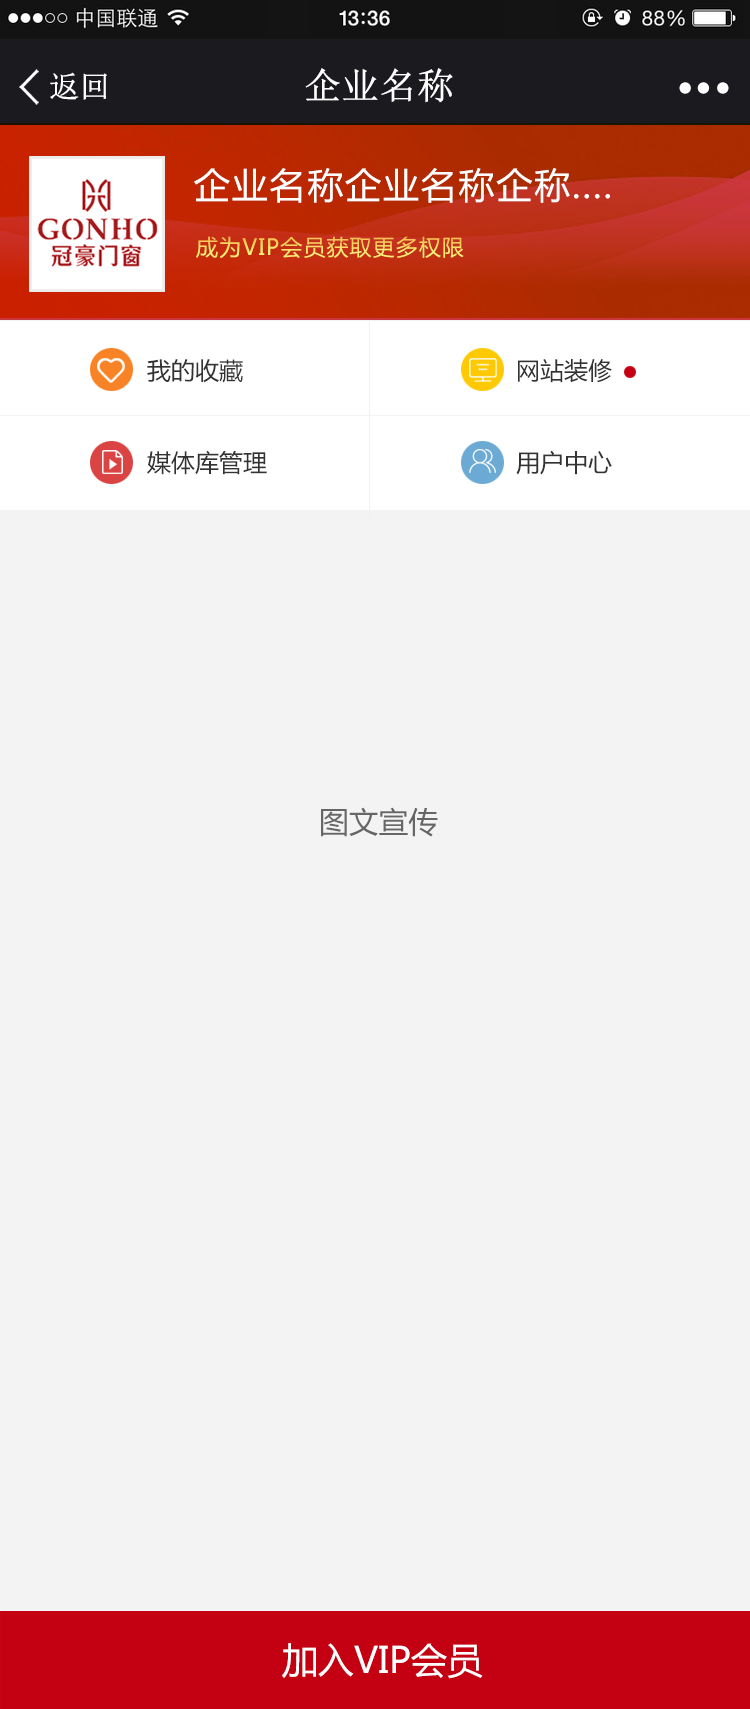 中国联通 13:36 88%
返回 企业名称
企业名称企业名称企称....
成为VIP会员获取更多权限
GONHO
冠豪门窗
我的收藏 网站装修
媒体库管理 用户中心
图文宣传
加入VIP会员